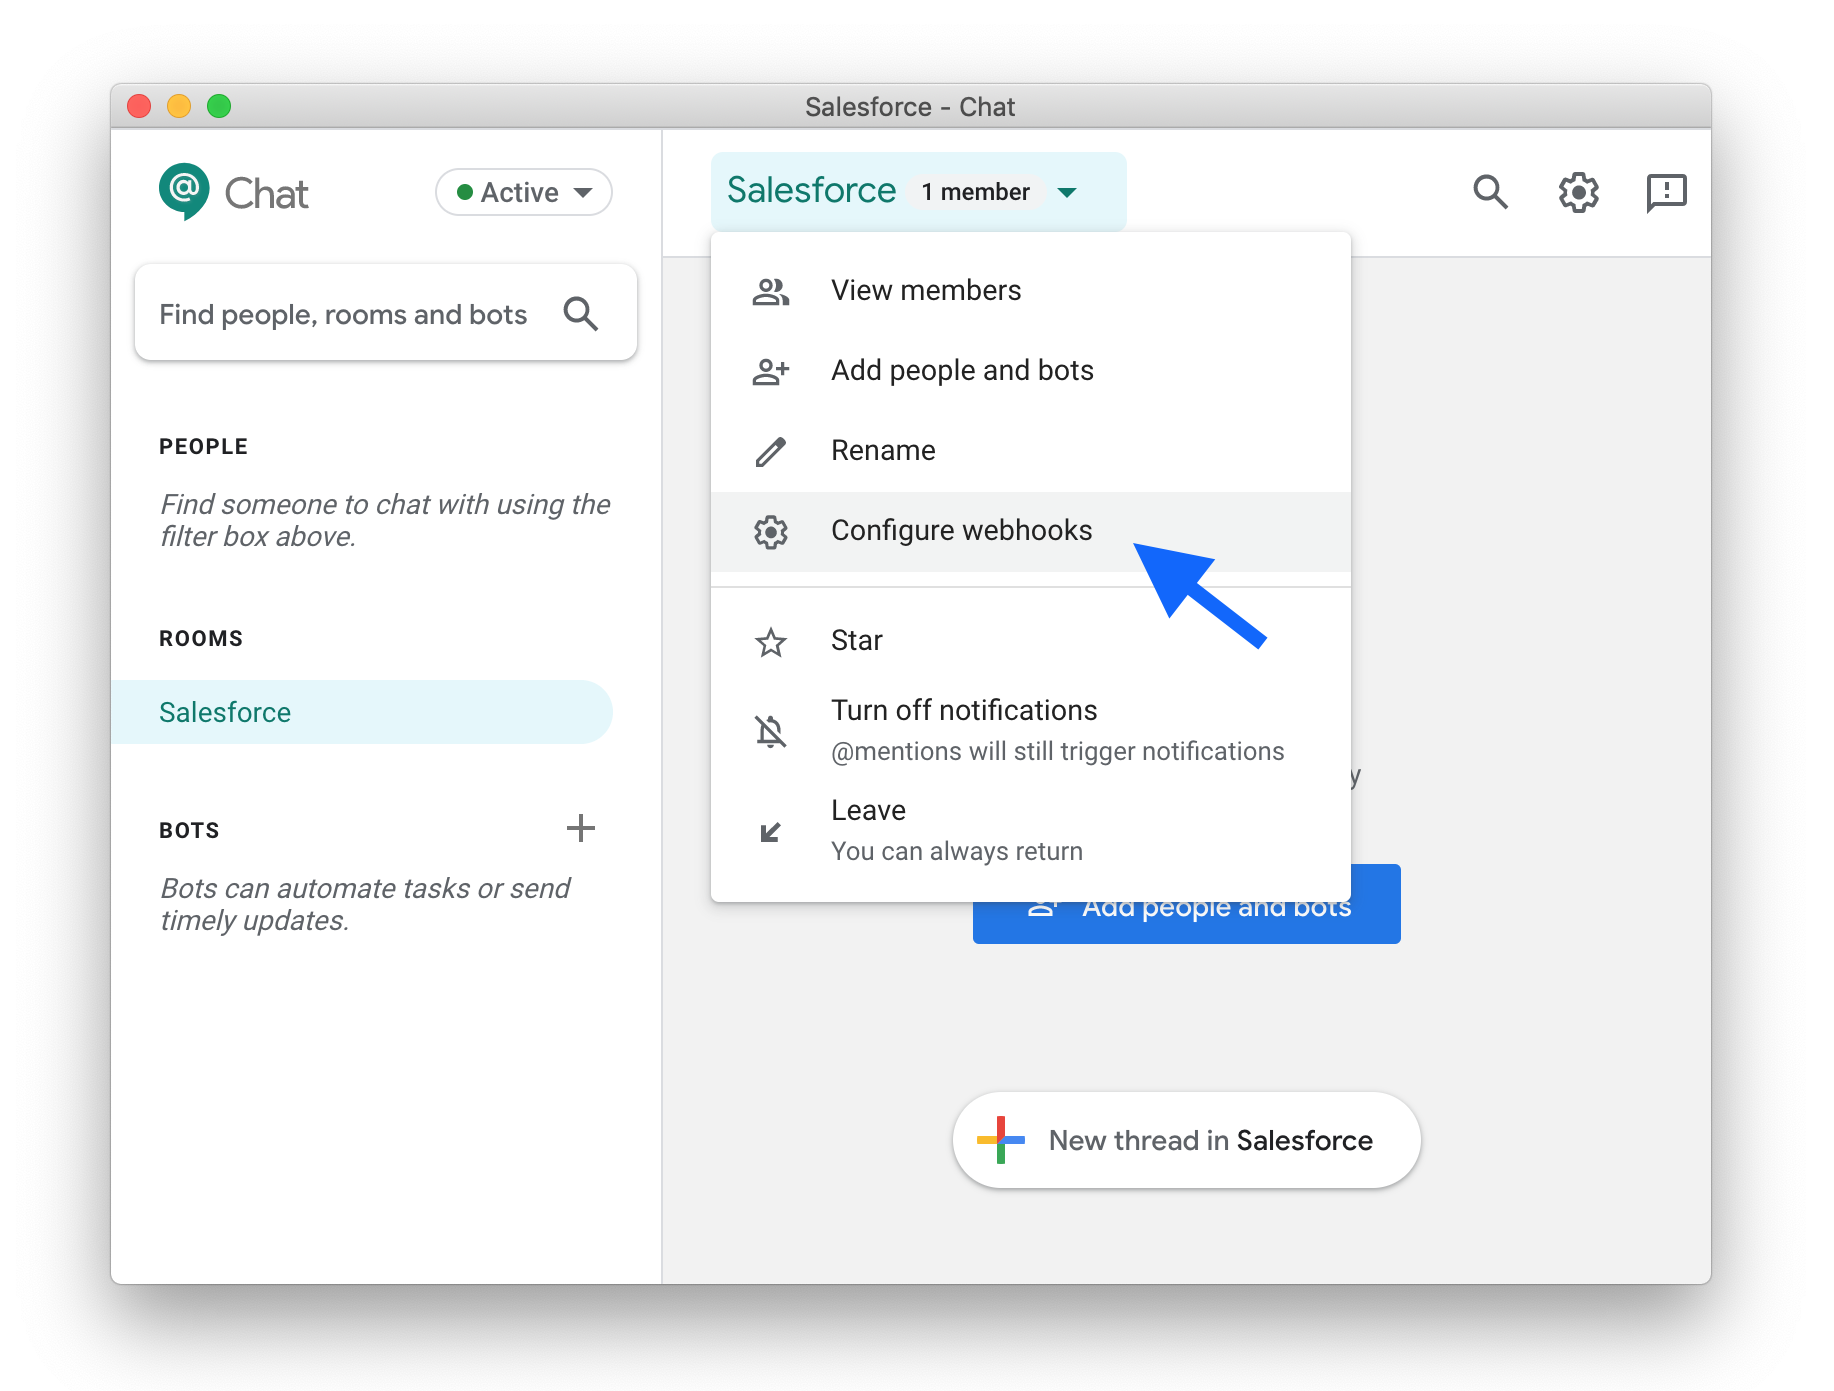 Salesforce - Chat
Chat
Active
Find people, rooms and bots
PEOPLE
Find someone to chat with using the
filter box above.
ROOMS
Salesforce
BOTS
Bots can automate tasks or send
timely updates.
Salesforce 1 member
View members
Add people and bots
Rename
Configure webhooks
Star
Turn off notifications
@mentions will still trigger notifications
Leave
You can always return
y
Add people and bots
New thread in Salesforce